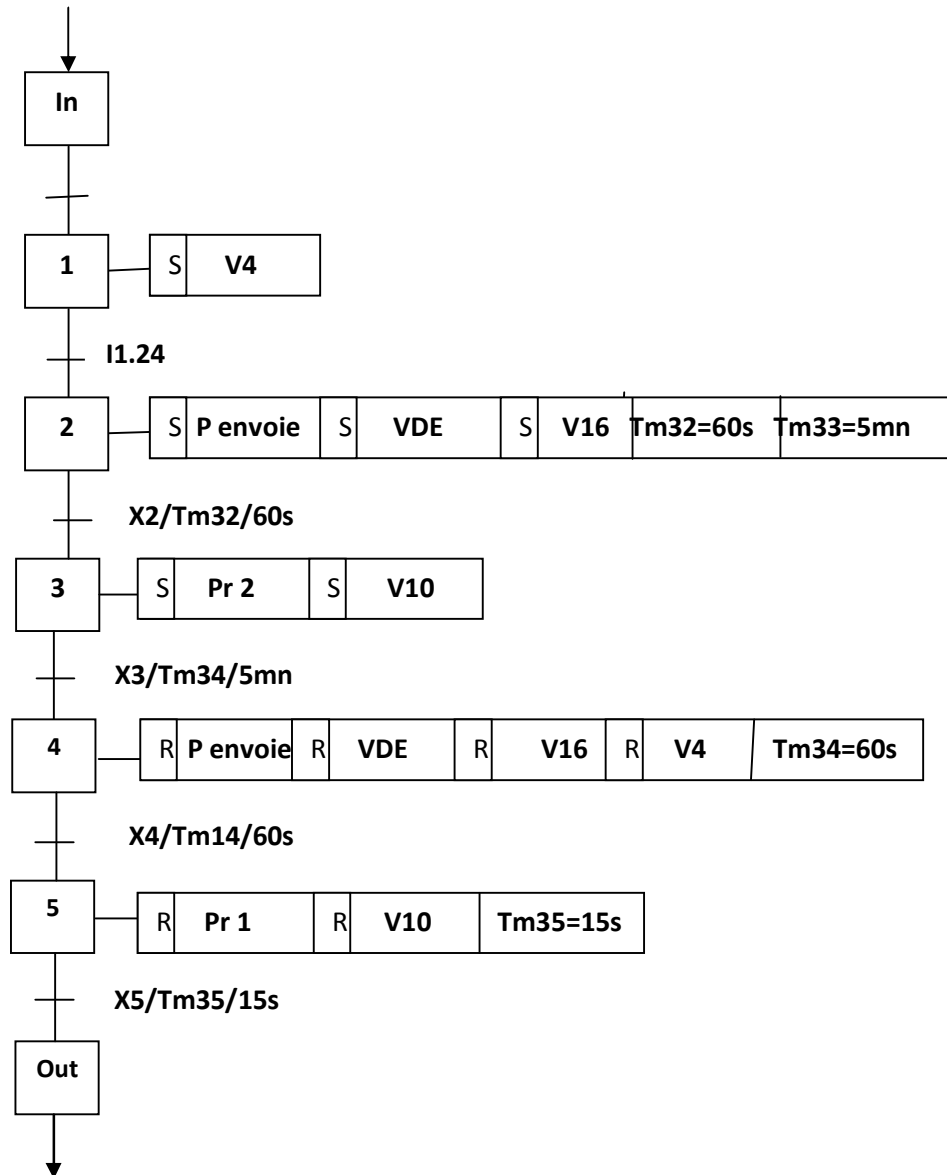 In
1 S V4
I1.24
2 S P envoie S VDE S V16 Tm32=60s Tm33=5mn
X2/Tm32/60s
3 S Pr 2 S V10
X3/Tm34/5mn
4 R P envoie R VDE R V16 R V4 Tm34=60s
X4/Tm14/60s
5 R Pr 1 R V10 Tm35=15s
X5/Tm35/15s
Out